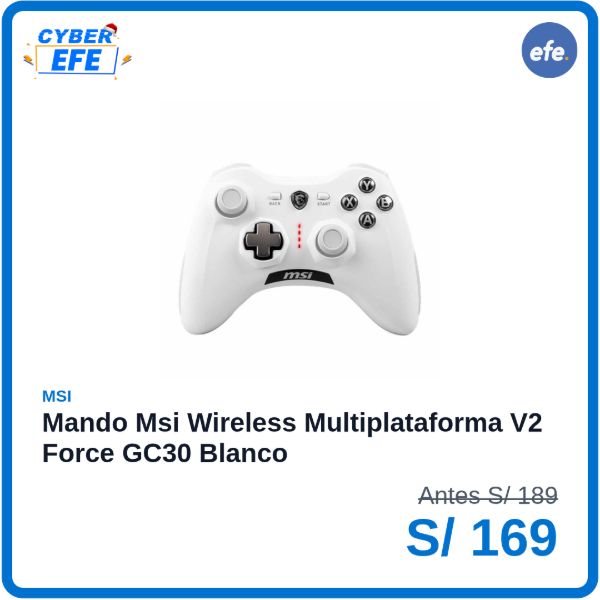 CYBER
EFE
efe.
BACK
START
Y
X
B
A
msi
MSI
Mando Msi Wireless Multiplataforma V2
Force GC30 Blanco
Antes S/ 189
S/ 169